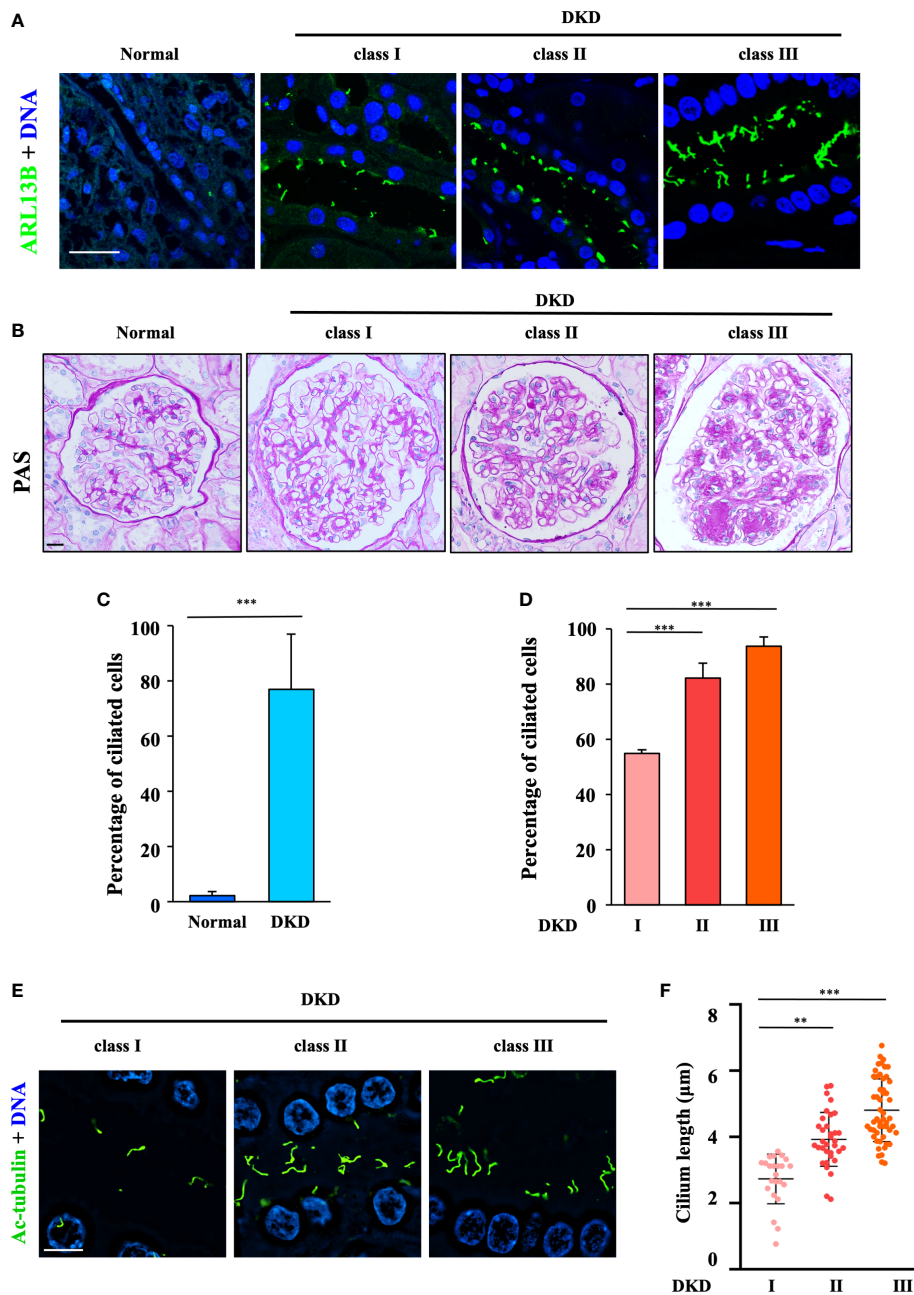 A
DKD
Normal
class I
class II
class III
ARL13B + DNA
B
DKD
Normal
class I
class II
class III
PAS
C
***
Percentage of ciliated cells
100
80
60
40
20
0
Normal
DKD
D
***
***
Percentage of ciliated cells
100
80
60
40
20
0
DKD
I
II
III
E
DKD
class I
class II
class III
Ac-tubulin + DNA
F
***
**
Cilium length (μm)
8
6
4
2
0
DKD
I
II
III